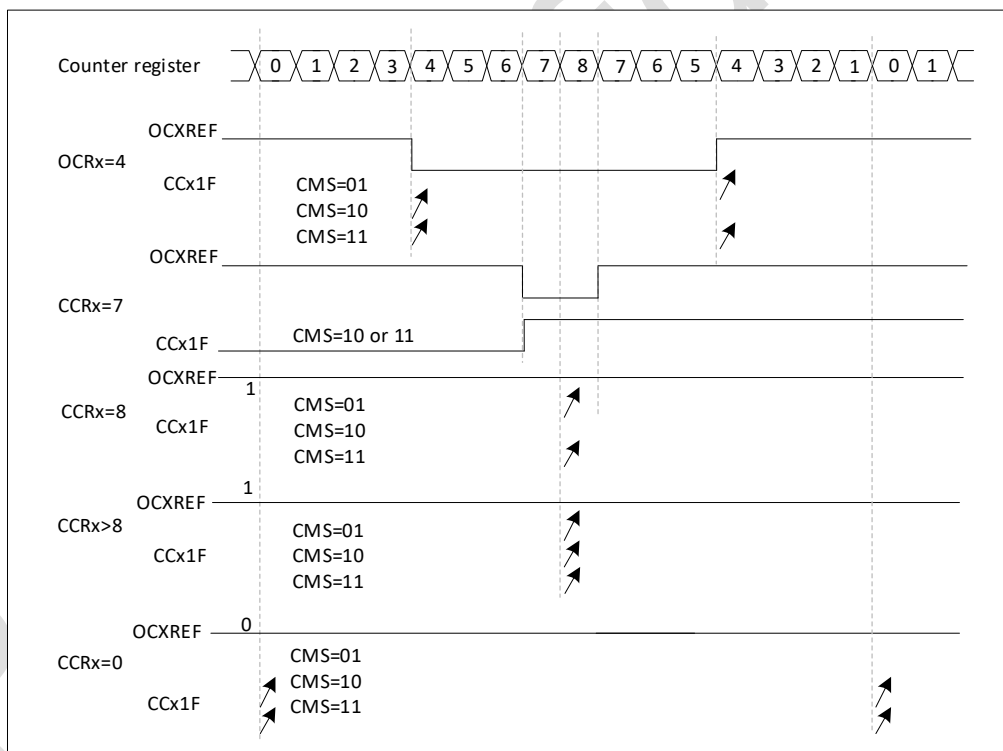 Counter register 0 1 2 3 4 5 6 7 8 7 6 5 4 3 2 1 0 1
OCXREF
OCRx=4
CCx1F
CMS=01
CMS=10
CMS=11
OCXREF
CCRx=7
CCx1F
CMS=10 or 11
OCXREF
1
CCRx=8
CCx1F
CMS=01
CMS=10
CMS=11
OCXREF
1
CCRx>8
CCx1F
CMS=01
CMS=10
CMS=11
OCXREF
0
CCRx=0
CCx1F
CMS=01
CMS=10
CMS=11